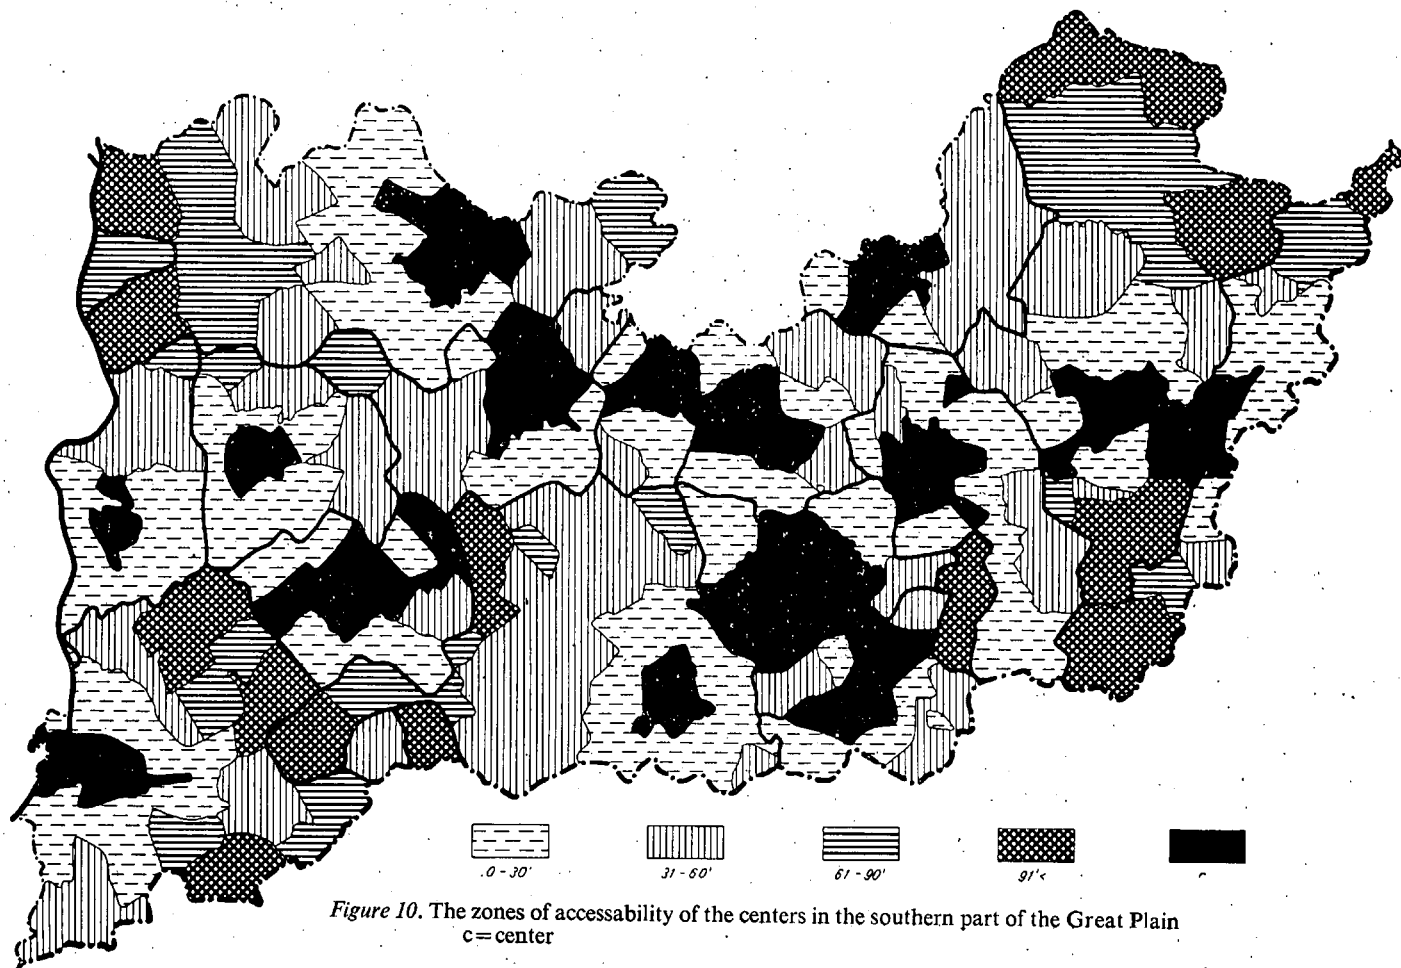 0-30'
31-60'
61-90'
91'<
c
Figure 10. The zones of accessability of the centers in the southern part of the Great Plain
c=center